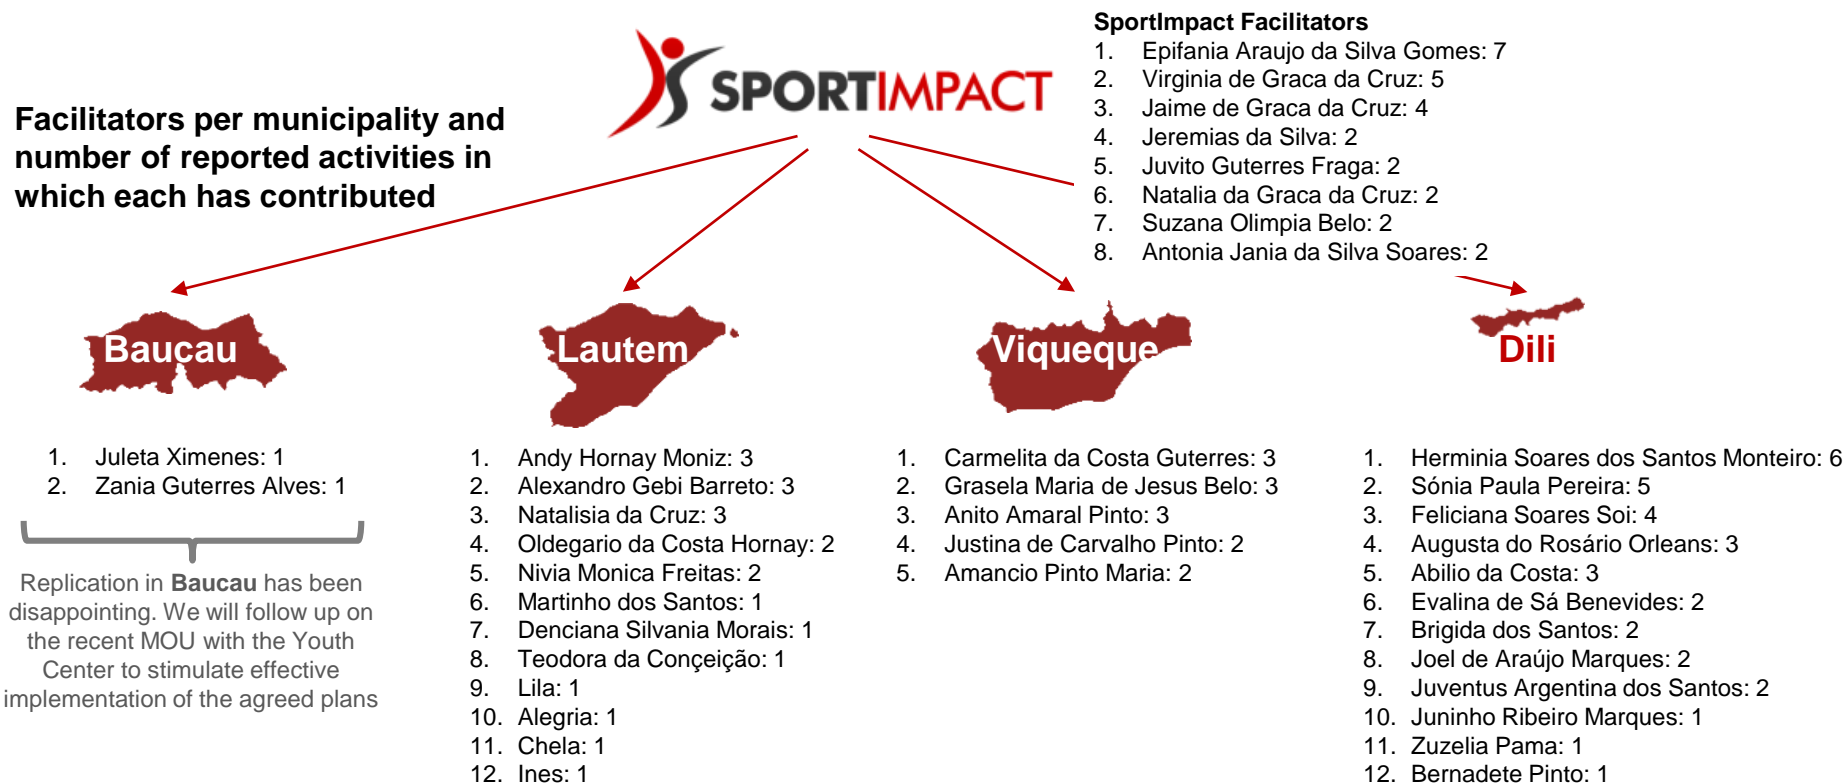 SPORTIMPACT
Facilitators per municipality and
number of reported activities in
which each has contributed
SportImpact Facilitators
1. Epifania Araujo da Silva Gomes: 7
2. Virginia de Graca da Cruz: 5
3. Jaime de Graca da Cruz: 4
4. Jeremias da Silva: 2
5. Juvito Guterres Fraga: 2
6. Natalia da Graca da Cruz: 2
7. Suzana Olimpia Belo: 2
8. Antonia Jania da Silva Soares: 2
Baucau
1. Juleta Ximenes: 1
2. Zania Guterres Alves: 1
Replication in Baucau has been
disappointing. We will follow up on
the recent MOU with the Youth
Center to stimulate effective
implementation of the agreed plans
Lautem
1. Andy Hornay Moniz: 3
2. Alexandro Gebi Barreto: 3
3. Natalisia da Cruz: 3
4. Oldegario da Costa Hornay: 2
5. Nivia Monica Freitas: 2
6. Martinho dos Santos: 1
7. Denciana Silvania Morais: 1
8. Teodora da Conçeição: 1
9. Lila: 1
10. Alegria: 1
11. Chela: 1
12. Ines: 1
Viqueque
1. Carmelita da Costa Guterres: 3
2. Grasela Maria de Jesus Belo: 3
3. Anito Amaral Pinto: 3
4. Justina de Carvalho Pinto: 2
5. Amancio Pinto Maria: 2
Dili
1. Herminia Soares dos Santos Monteiro: 6
2. Sónia Paula Pereira: 5
3. Feliciana Soares Soi: 4
4. Augusta do Rosário Orleans: 3
5. Abilio da Costa: 3
6. Evalina de Sá Benevides: 2
7. Brigida dos Santos: 2
8. Joel de Araújo Marques: 2
9. Juventus Argentina dos Santos: 2
10. Juninho Ribeiro Marques: 1
11. Zuzelia Pama: 1
12. Bernadete Pinto: 1